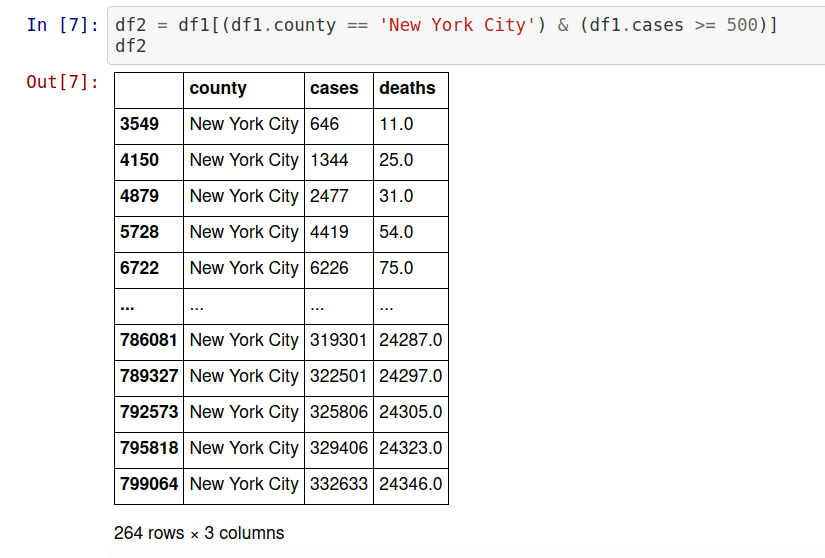 In [7]: df2 = df1[(df1.county == 'New York City') & (df1.cases >= 500)]
df2
Out[7]:
county cases deaths
3549 New York City 646 11.0
4150 New York City 1344 25.0
4879 New York City 2477 31.0
5728 New York City 4419 54.0
6722 New York City 6226 75.0
... ... ... ...
786081 New York City 319301 24287.0
789327 New York City 322501 24297.0
792573 New York City 325806 24305.0
795818 New York City 329406 24323.0
799064 New York City 332633 24346.0
264 rows × 3 columns